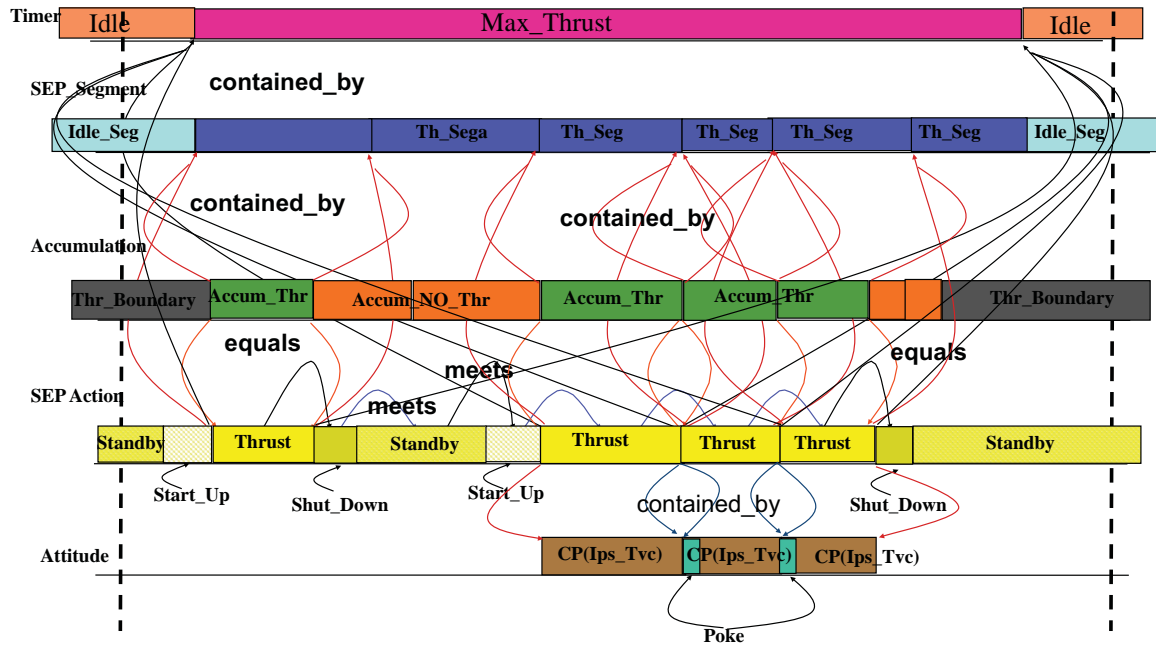 Timer
Idle Max_Thrust Idle
contained_by
SEP_Segment
Idle_Seg Th_Sega Th_Seg Th_Seg Th_Seg Th_Seg Idle_Seg
contained_by contained_by
Accumulation
Thr_Boundary Accum_Thr Accum_NO_Thr Accum_Thr Accum_Thr Thr_Boundary
equals meets equals
SEP Action meets
Standby Thrust Standby Thrust Thrust Thrust Standby
Start_Up Shut_Down Start_Up contained_by Shut_Down
Attitude CP(Ips_Tvc) CP(Ips_Tvc) CP(Ips_Tvc)
Poke